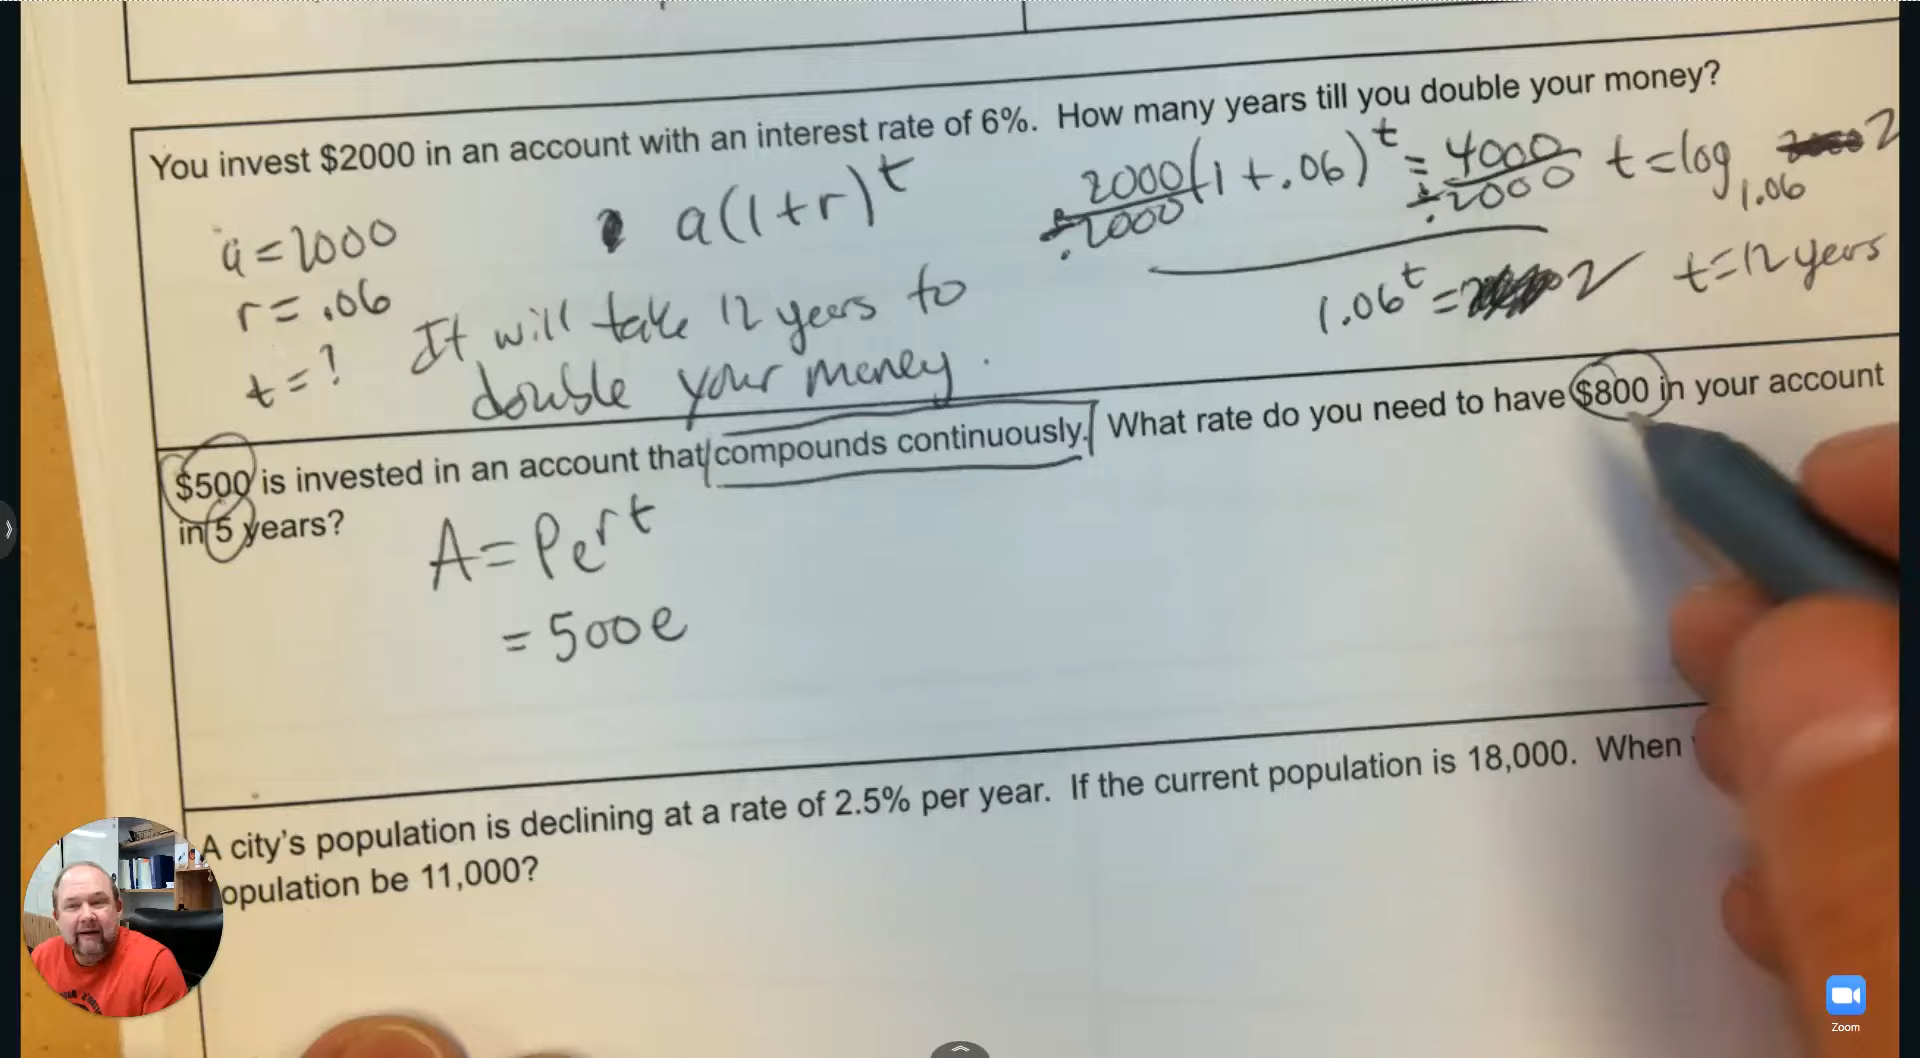 You invest $2000 in an account with an interest rate of 6%. How many years till you double your money?
a=2000
r=.06
t=?
a(1+r)^t
2000(1+.06)^t = 4000
÷2000 ÷2000
1.06^t = 2
t=log_1.06 2
t=12 years
It will take 12 years to
double your money.
$500 is invested in an account that compounds continuously. What rate do you need to have $800 in your account
in 5 years?
A=Pe^rt
=500e
A city's population is declining at a rate of 2.5% per year. If the current population is 18,000. When
opulation be 11,000?
Zoom